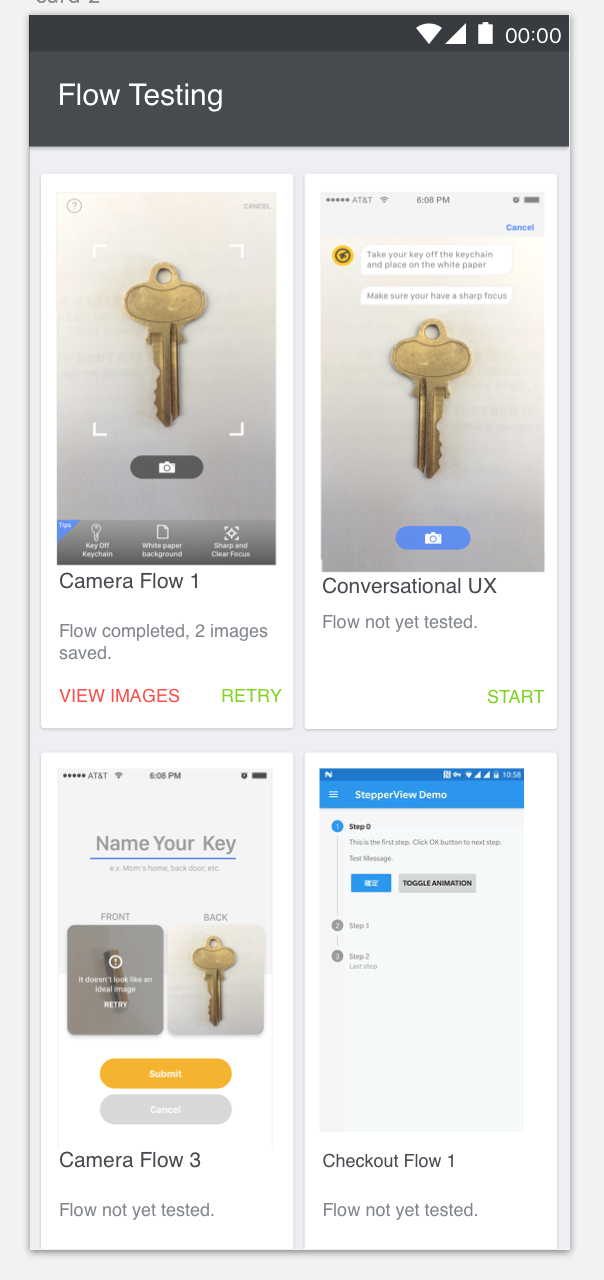 card 2
00:00
Flow Testing
CANCEL
Tips
Key Off
Keychain
White paper
background
Sharp and
Clear Focus
Camera Flow 1
Flow completed, 2 images
saved.
VIEW IMAGES
RETRY
AT&T
6:08 PM
Cancel
Take your key off the keychain
and place on the white paper
Make sure your have a sharp focus
Conversational UX
Flow not yet tested.
START
AT&T
6:08 PM
Name Your Key
e.x. Mom's home, back door, etc.
FRONT
BACK
It doesn't look like an
ideal image
RETRY
Submit
Cancel
Camera Flow 3
Flow not yet tested.
10:58
StepperView Demo
1 Step 0
This is the first step. Click OK button to next step.
Test Message.
確定
TOGGLE ANIMATION
2 Step 1
3 Step 2
Last step
Checkout Flow 1
Flow not yet tested.